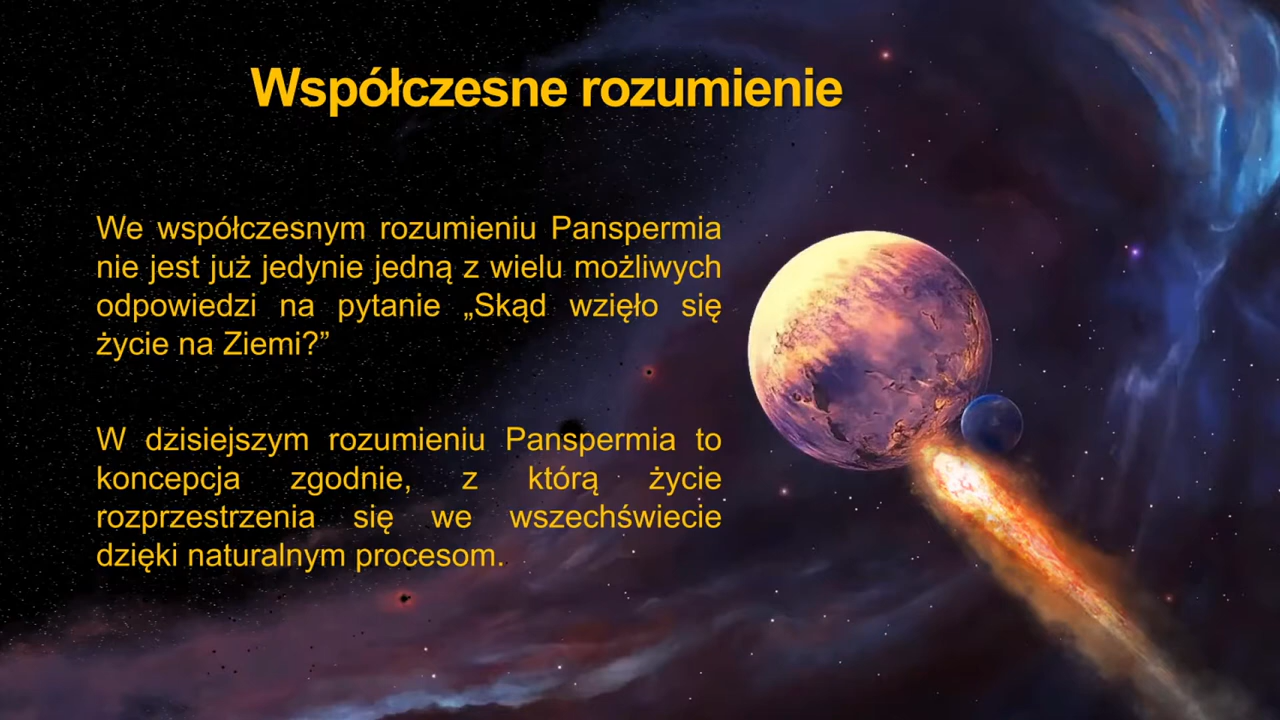 Współczesne rozumienie
We współczesnym rozumieniu Panspermia
nie jest już jedynie jedną z wielu możliwych
odpowiedzi na pytanie „Skąd wzięło się
życie na Ziemi?”
W dzisiejszym rozumieniu Panspermia to
koncepcja zgodnie, z którą życie
rozprzestrzenia się we wszechświecie
dzięki naturalnym procesom.